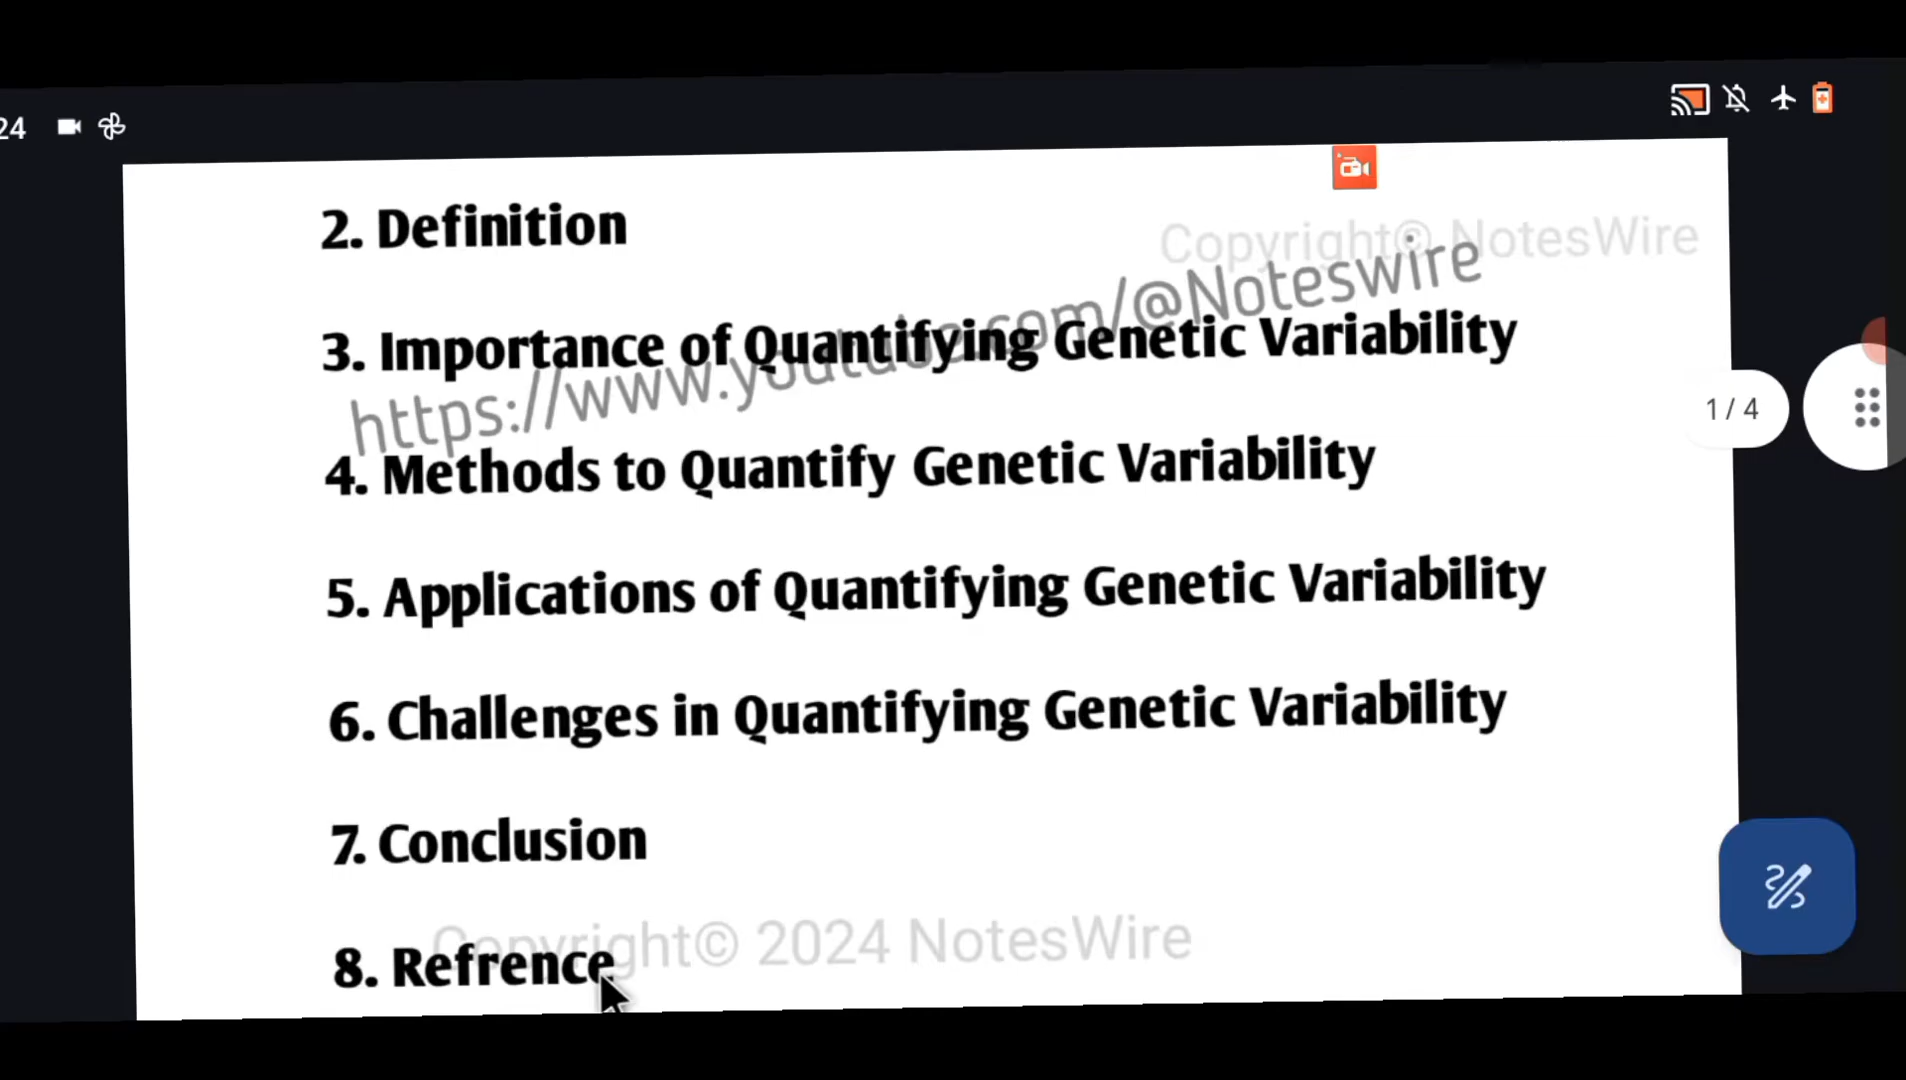 24
2. Definition
Copyright© NotesWire
https://www.youtube.com/@Noteswire
3. Importance of Quantifying Genetic Variability
1 / 4
4. Methods to Quantify Genetic Variability
5. Applications of Quantifying Genetic Variability
6. Challenges in Quantifying Genetic Variability
7. Conclusion
Copyright© 2024 NotesWire
8. Refrence